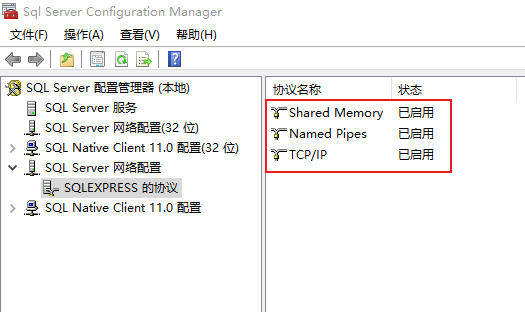 Sql Server Configuration Manager
文件(F) 操作(A) 查看(V) 帮助(H)
SQL Server 配置管理器 (本地)
SQL Server 服务
SQL Server 网络配置(32 位)
SQL Native Client 11.0 配置(32 位)
SQL Server 网络配置
SQLEXPRESS 的协议
SQL Native Client 11.0 配置
协议名称 状态
Shared Memory 已启用
Named Pipes 已启用
TCP/IP 已启用